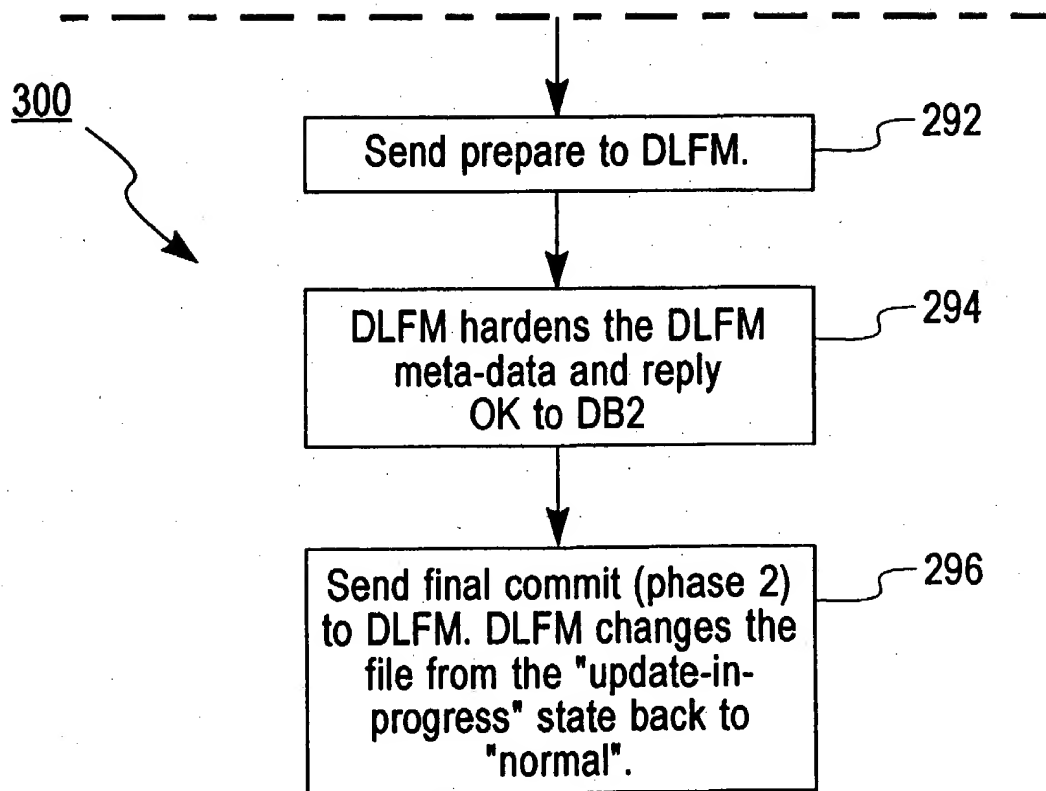 300
292
Send prepare to DLFM.
294
DLFM hardens the DLFM
meta-data and reply
OK to DB2
296
Send final commit (phase 2)
to DLFM. DLFM changes the
file from the "update-in-
progress" state back to
"normal".